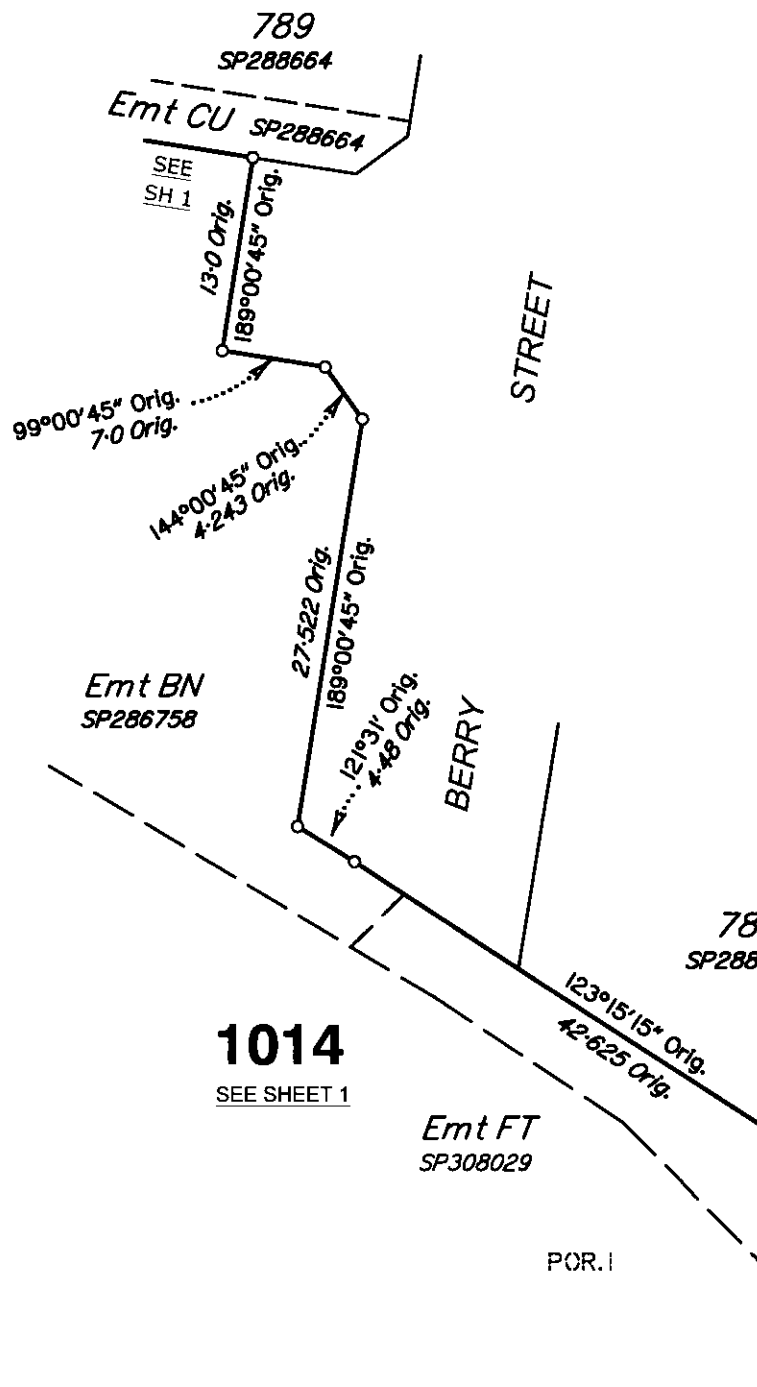 789
SP288664
Emt CU SP288664
SEE
SH 1
13·0 Orig.
189°00'45" Orig.
STREET
99°00'45" Orig.
7·0 Orig.
144°00'45" Orig.
4·243 Orig.
27·522 Orig.
189°00'45" Orig.
Emt BN
SP286758
121°31' Orig.
4·48 Orig.
BERRY
78
SP288
123°15'15" Orig.
42·625 Orig.
1014
SEE SHEET 1
Emt FT
SP308029
POR. 1